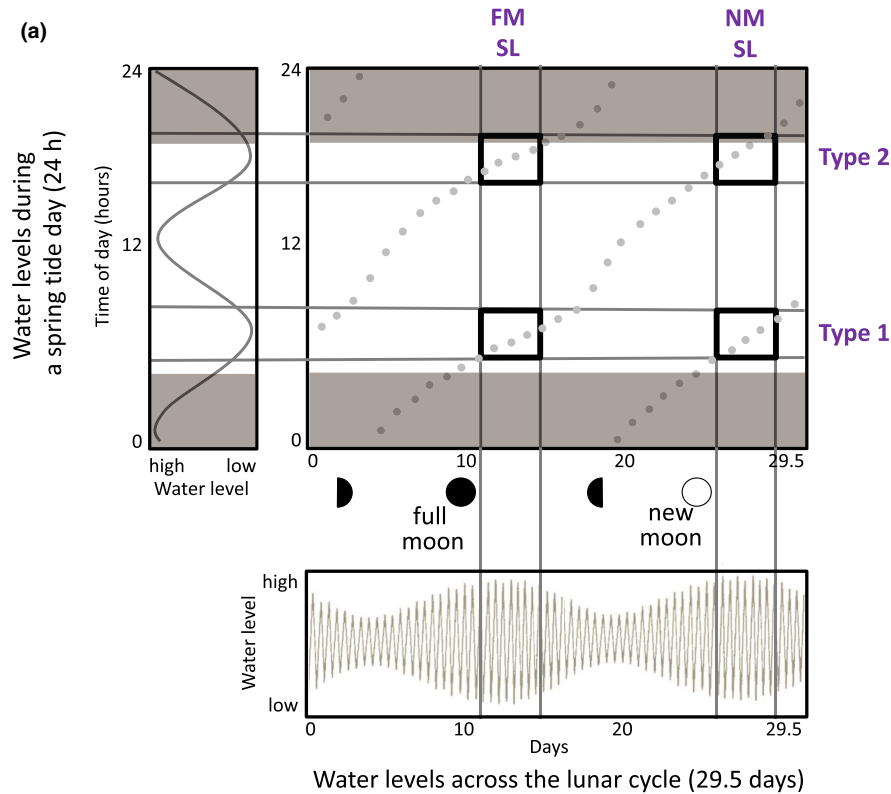 (a)
FM
SL
NM
SL
Water levels during
a spring tide day (24 h)
Time of day (hours)
24
12
0
high
low
Water level
24
12
0
Type 2
Type 1
0
10
20
29.5
full
moon
new
moon
Water level
high
low
0
10
20
29.5
Days
Water levels across the lunar cycle (29.5 days)